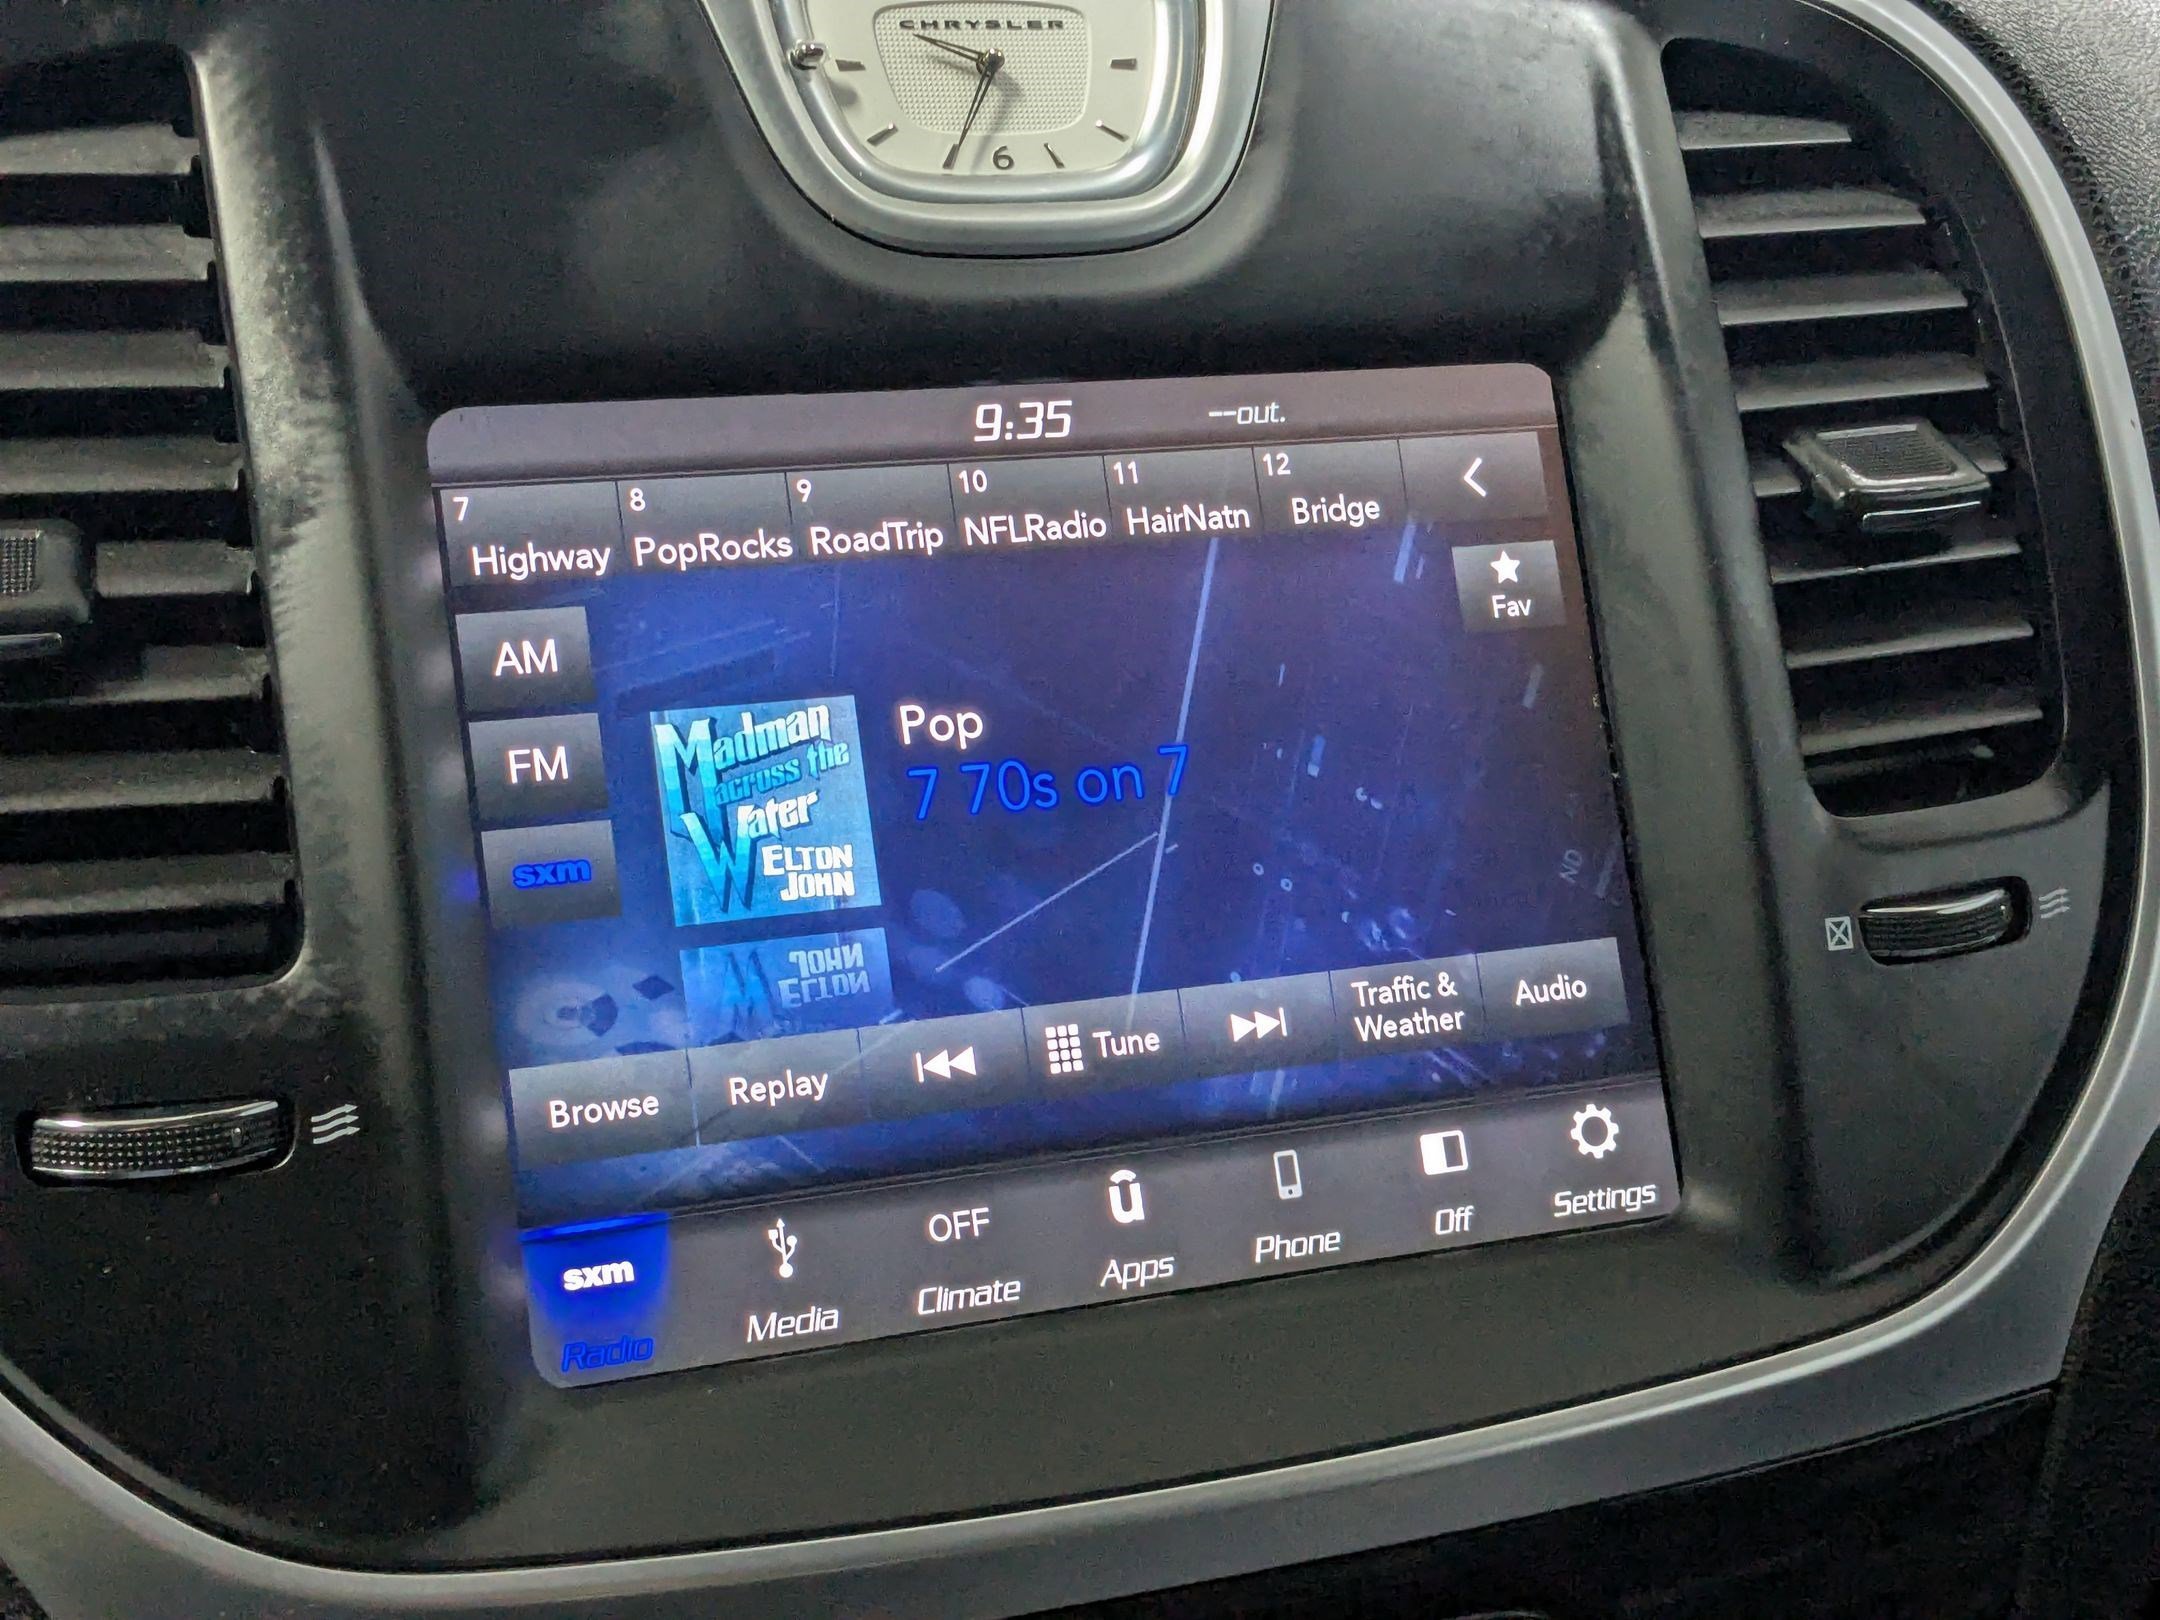 CHRYSLER
6
9:35
--out.
7 Highway
8 PopRocks
9 RoadTrip
10 NFLRadio
11 HairNatn
12 Bridge
Fav
AM
FM
sxm
Madman
across the
Water
ELTON
JOHN
Pop
7 70s on 7
Browse
Replay
Tune
Traffic &
Weather
Audio
sxm
Radio
Media
OFF
Climate
Apps
Phone
Off
Settings